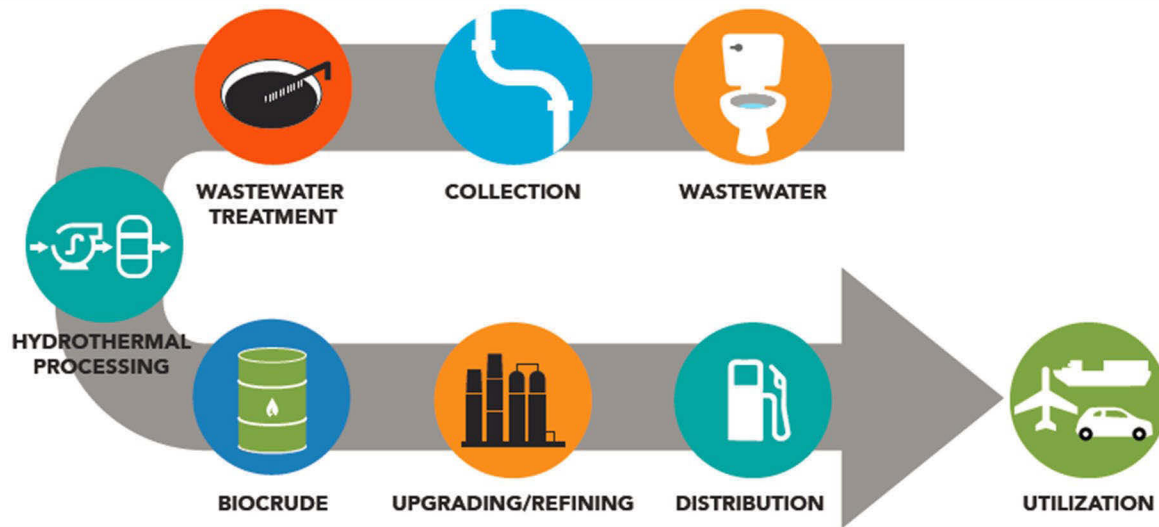 WASTEWATER
TREATMENT
COLLECTION
WASTEWATER
HYDROTHERMAL
PROCESSING
BIOCRUDE
UPGRADING/REFINING
DISTRIBUTION
UTILIZATION